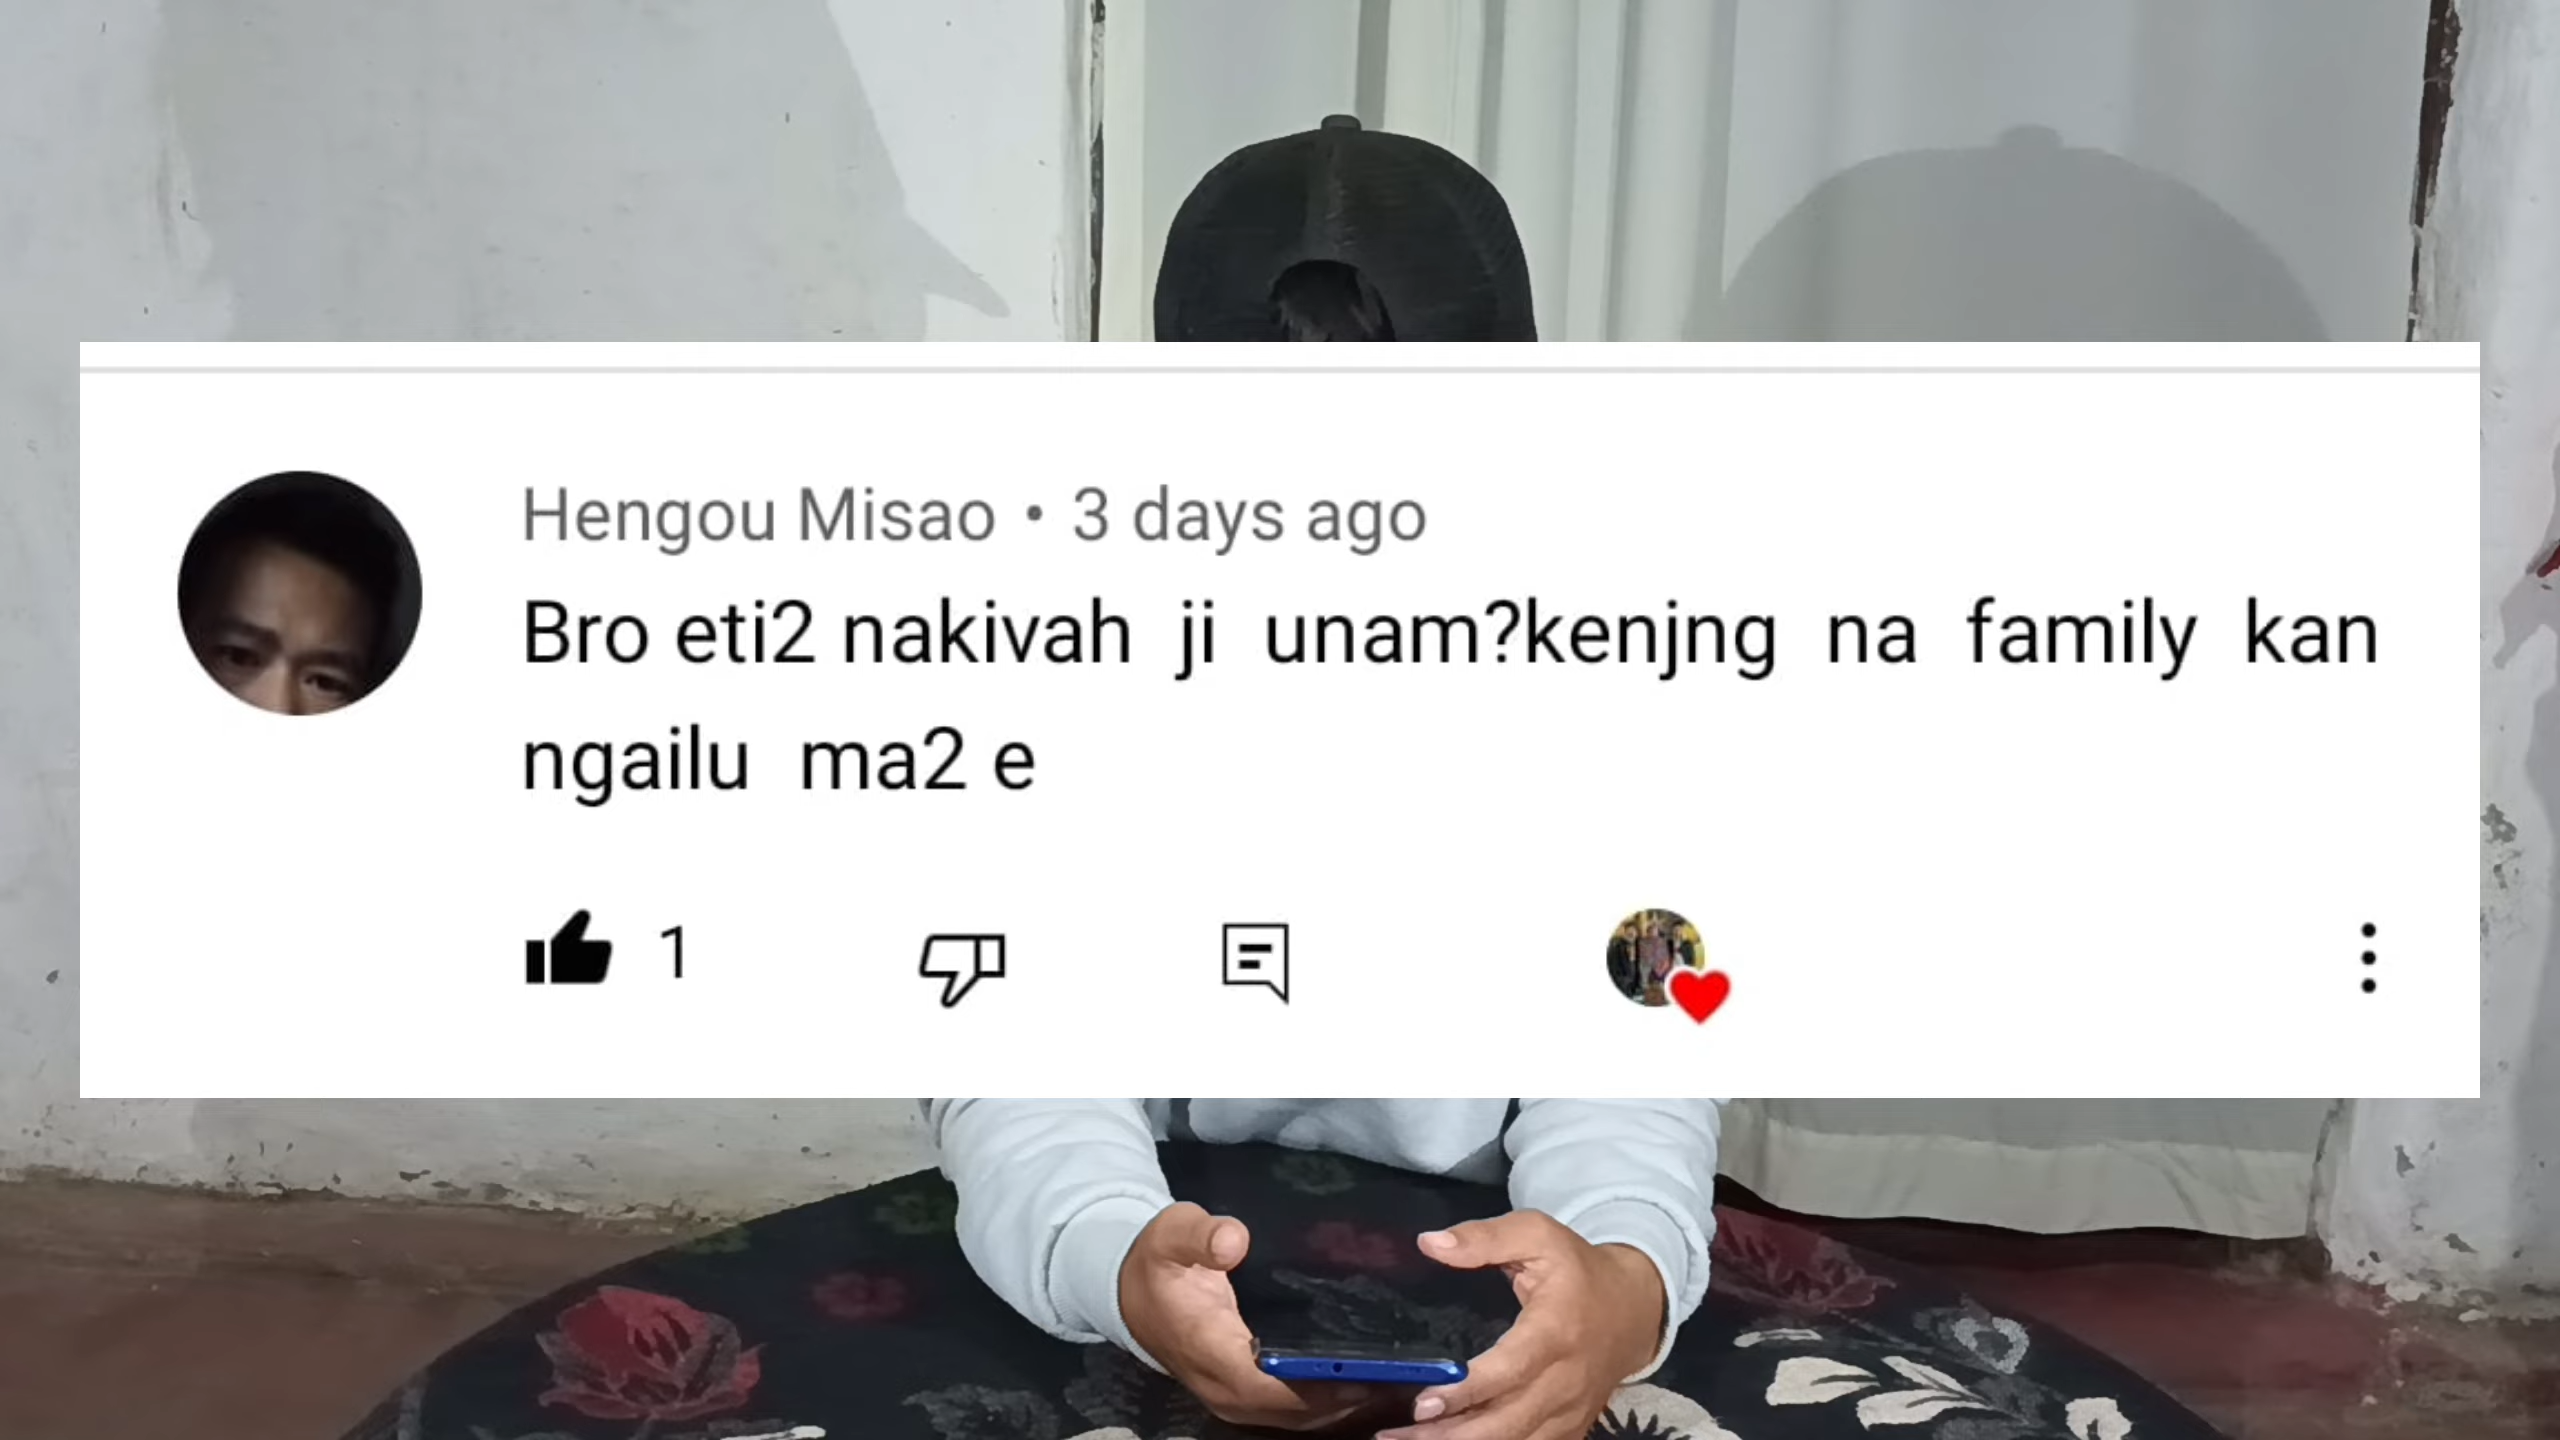 Hengou Misao • 3 days ago
Bro eti2 nakivah ji unam?kenjng na family kan
ngailu ma2 e
1